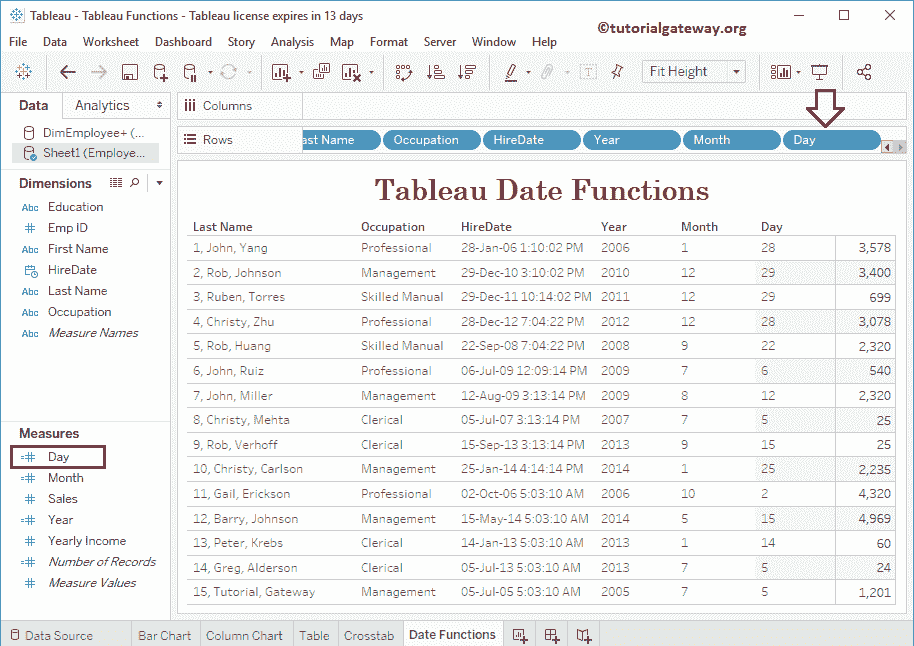 Tableau - Tableau Functions - Tableau license expires in 13 days
©tutorialgateway.org
File Data Worksheet Dashboard Story Analysis Map Format Server Window Help
Fit Height
Data Analytics
Columns
DimEmployee+ (...
Sheet1 (Employe...
Rows
ast Name Occupation HireDate Year Month Day
Dimensions
Abc Education
Emp ID
Abc First Name
HireDate
Abc Last Name
Abc Occupation
Abc Measure Names
Measures
Day
Month
Sales
Year
Yearly Income
Number of Records
Measure Values
Tableau Date Functions
Last Name Occupation HireDate Year Month Day
1, John, Yang Professional 28-Jan-06 1:10:02 PM 2006 1 28 3,578
2, Rob, Johnson Management 29-Dec-10 3:10:02 PM 2010 12 29 3,400
3, Ruben, Torres Skilled Manual 29-Dec-11 10:14:02 PM 2011 12 29 699
4, Christy, Zhu Professional 28-Dec-12 7:04:22 PM 2012 12 28 3,078
5, Rob, Huang Skilled Manual 22-Sep-08 7:04:22 PM 2008 9 22 2,320
6, John, Ruiz Professional 06-Jul-09 12:09:14 PM 2009 7 6 540
7, John, Miller Management 12-Aug-09 3:13:14 PM 2009 8 12 2,320
8, Christy, Mehta Clerical 05-Jul-07 3:13:14 PM 2007 7 5 25
9, Rob, Verhoff Clerical 15-Sep-13 3:13:14 PM 2013 9 15 25
10, Christy, Carlson Management 25-Jan-14 4:14:14 PM 2014 1 25 2,235
11, Gail, Erickson Professional 02-Oct-06 5:03:10 AM 2006 10 2 4,320
12, Barry, Johnson Management 15-May-14 5:03:10 AM 2014 5 15 4,969
13, Peter, Krebs Clerical 14-Jan-13 5:03:10 AM 2013 1 14 60
14, Greg, Alderson Clerical 05-Jul-13 5:03:10 AM 2013 7 5 24
15, Tutorial, Gateway Management 05-Jul-05 5:03:10 AM 2005 7 5 1,201
Data Source Bar Chart Column Chart Table Crosstab Date Functions